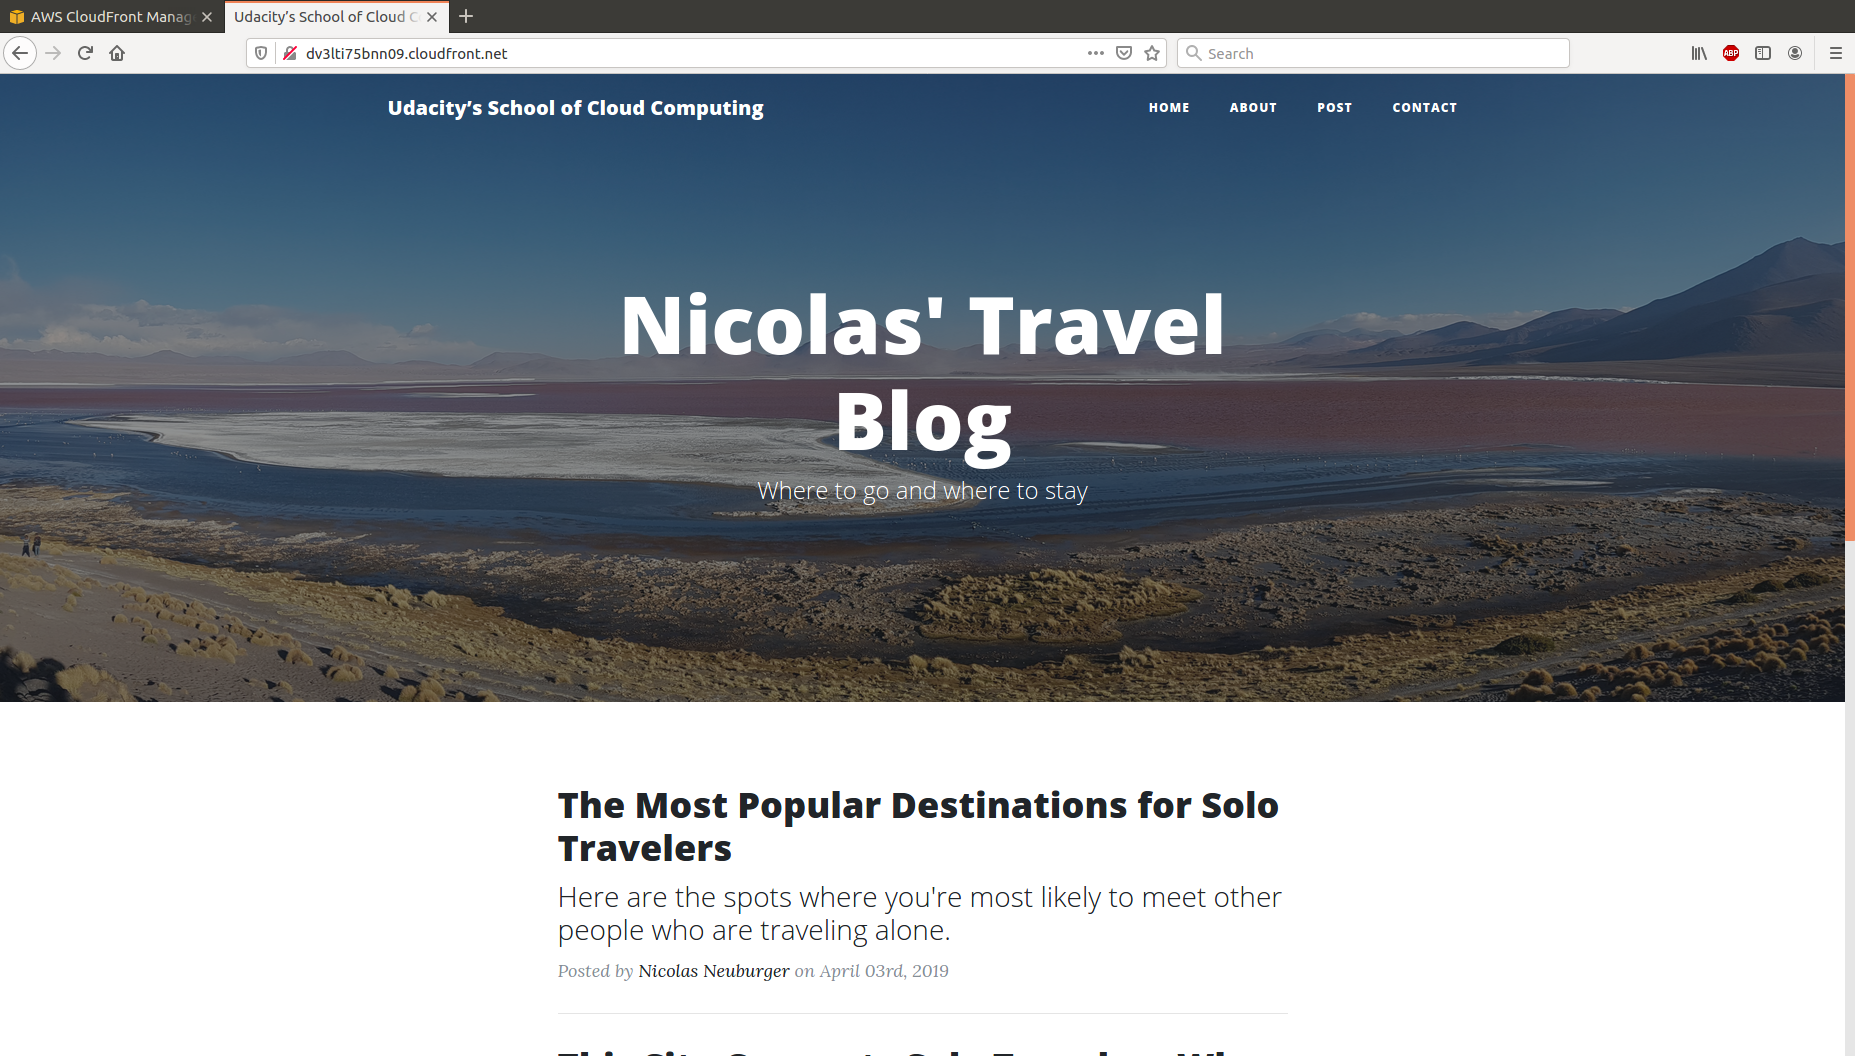 AWS CloudFront Manag
Udacity’s School of Cloud C
dv3lti75bnn09.cloudfront.net
Search
ABP
Udacity’s School of Cloud Computing
HOME ABOUT POST CONTACT
Nicolas' Travel
Blog
Where to go and where to stay
The Most Popular Destinations for Solo
Travelers
Here are the spots where you're most likely to meet other
people who are traveling alone.
Posted by Nicolas Neuburger on April 03rd, 2019